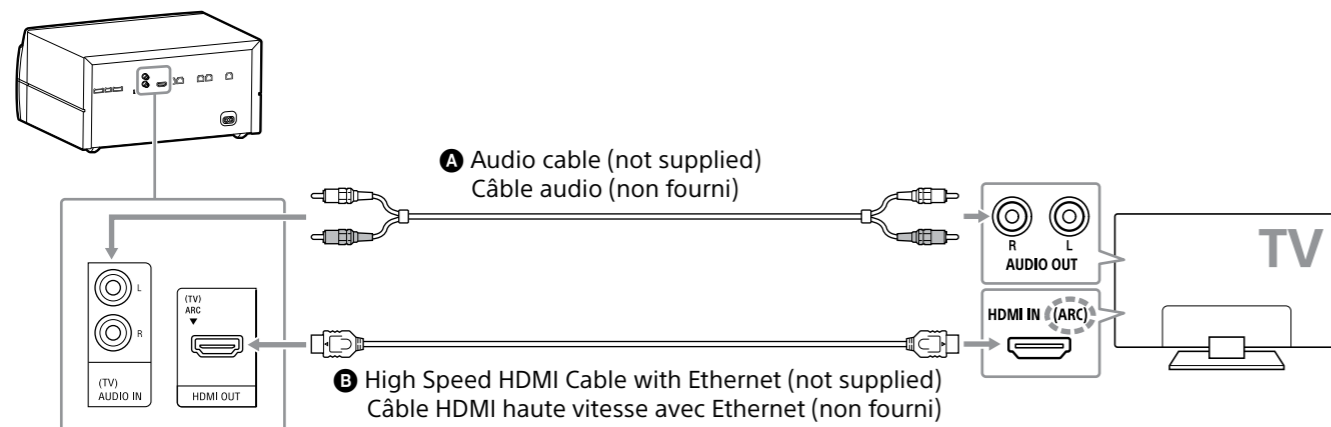 A Audio cable (not supplied)
Câble audio (non fourni)
L
R
(TV)
AUDIO IN
(TV)
ARC
HDMI OUT
R L
AUDIO OUT
HDMI IN (ARC)
TV
B High Speed HDMI Cable with Ethernet (not supplied)
Câble HDMI haute vitesse avec Ethernet (non fourni)